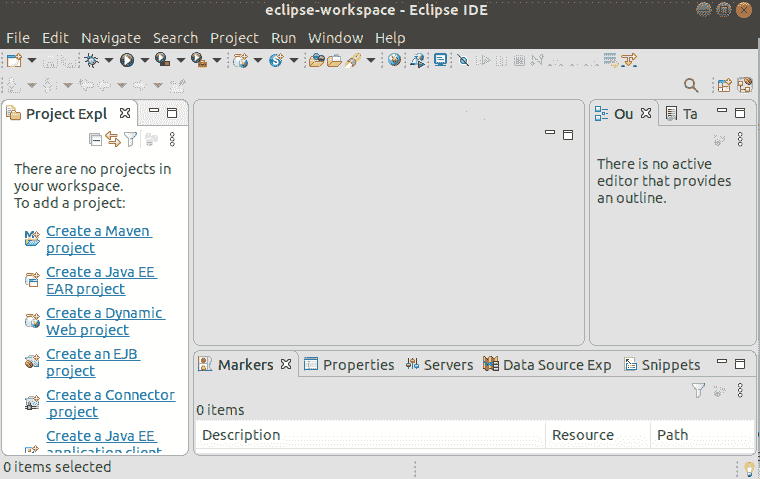 eclipse-workspace - Eclipse IDE
File Edit Navigate Search Project Run Window Help
Project Expl
There are no projects in
your workspace.
To add a project:
Create a Maven
project
Create a Java EE
EAR project
Create a Dynamic
Web project
Create an EJB
project
Create a Connector
project
Create a Java EE
application client
Ou Ta
There is no active
editor that provides
an outline.
Markers Properties Servers Data Source Exp Snippets
0 items
Description Resource Path
0 items selected